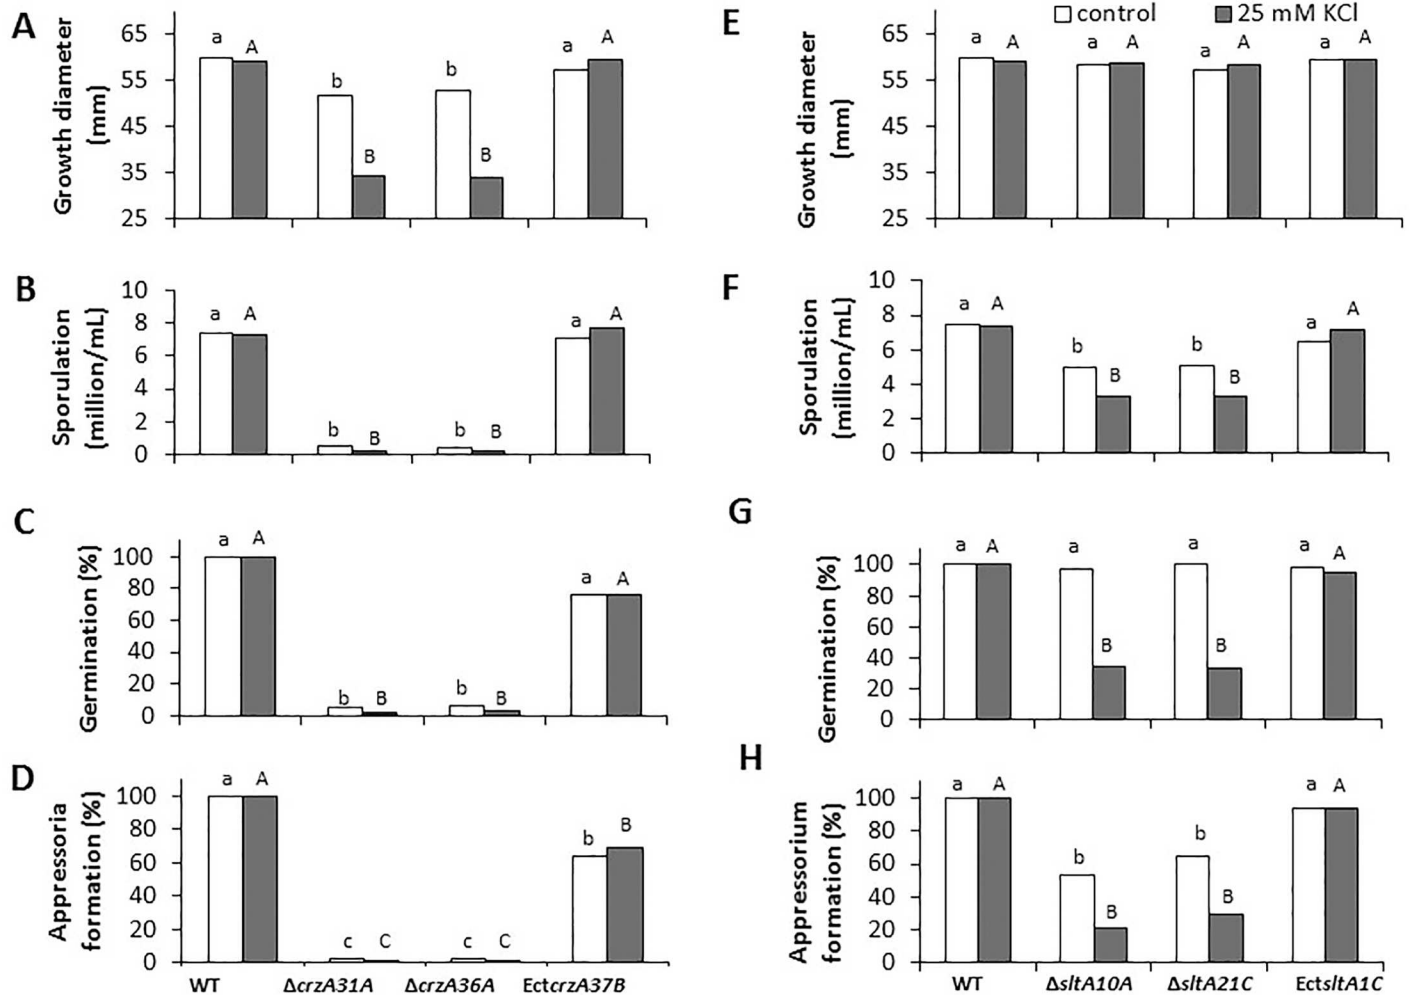 A
Growth diameter
(mm)
65
55
45
35
25
a A b B b B a A
E
control 25 mM KCl
Growth diameter
(mm)
65
55
45
35
25
a A a A a A a A
B
Sporulation
(million/mL)
10
8
6
4
2
0
a A b B b B a A
F
Sporulation
(million/mL)
10
8
6
4
2
0
a A b B b B a A
C
Germination (%)
100
80
60
40
20
0
a A b B b B a A
G
Germination (%)
100
80
60
40
20
0
a A a B a B a A
D
Appressoria
formation (%)
100
80
60
40
20
0
a A c C c C b B
WT ΔcrzA31A ΔcrzA36A EctcrzA37B
H
Appressorium
formation (%)
100
80
60
40
20
0
a A b B b B a A
WT ΔsltA10A ΔsltA21C EctsltA1C